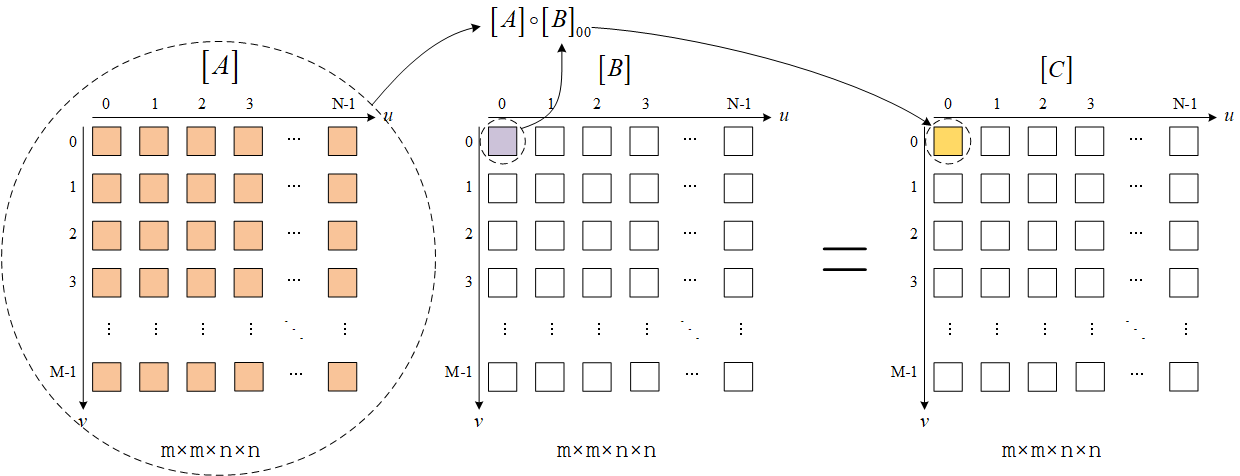 [A]∘[B]00
[A] [B] [C]
0 1 2 3 N-1 u 0 1 2 3 N-1 u 0 1 2 3 N-1 u
0 ... 0 ... 0 ...
1 ... 1 ... 1 ...
2 ... 2 ... = 2 ...
3 ... 3 ... 3 ...
⋮ ⋮ ⋮ ⋮ ⋱ ⋮ ⋮ ⋮ ⋮ ⋮ ⋱ ⋮ ⋮ ⋮ ⋮ ⋮ ⋱ ⋮
M-1 ... M-1 ... M-1 ...
v v v
m×m×n×n m×m×n×n m×m×n×n